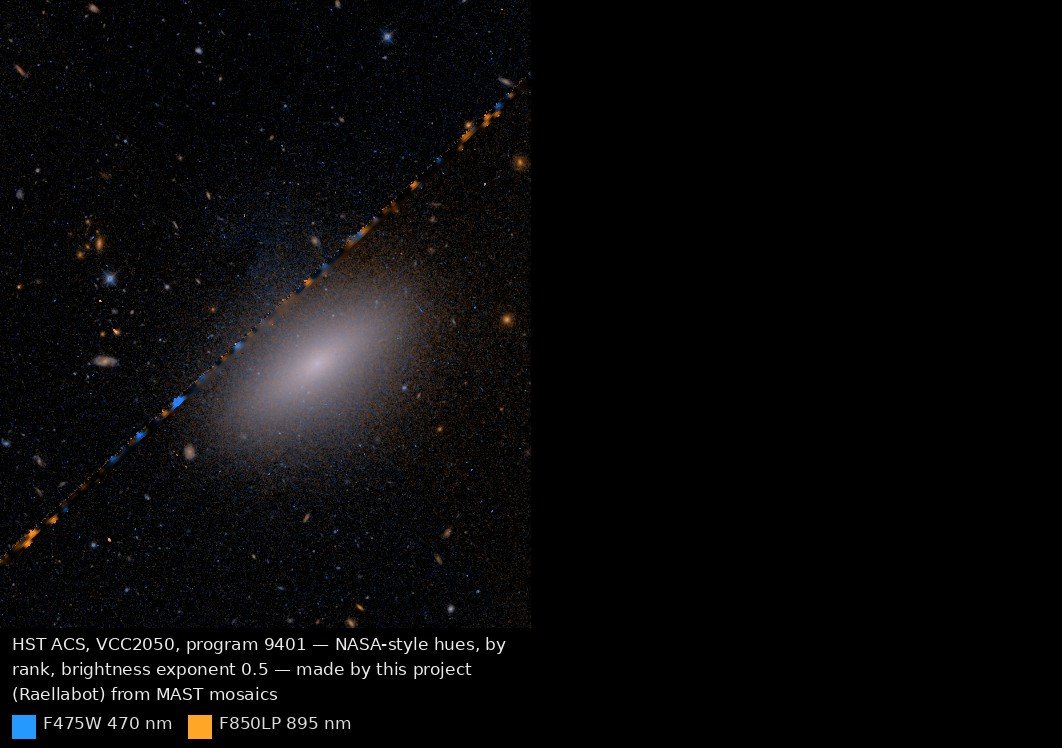 HST ACS, VCC2050, program 9401 — NASA-style hues, by
rank, brightness exponent 0.5 — made by this project
(Raellabot) from MAST mosaics
F475W 470 nm F850LP 895 nm